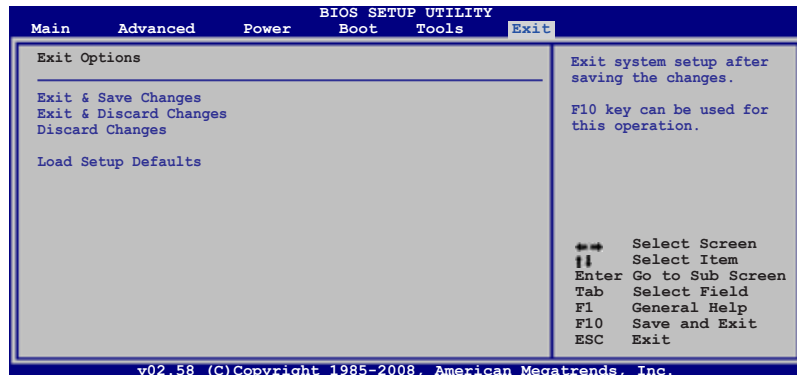 BIOS SETUP UTILITY
Main Advanced Power Boot Tools Exit
Exit Options
Exit & Save Changes
Exit & Discard Changes
Discard Changes
Load Setup Defaults
Exit system setup after
saving the changes.
F10 key can be used for
this operation.
Select Screen
Select Item
Enter Go to Sub Screen
Tab Select Field
F1 General Help
F10 Save and Exit
ESC Exit
v02.58 (C)Copyright 1985-2008, American Megatrends, Inc.